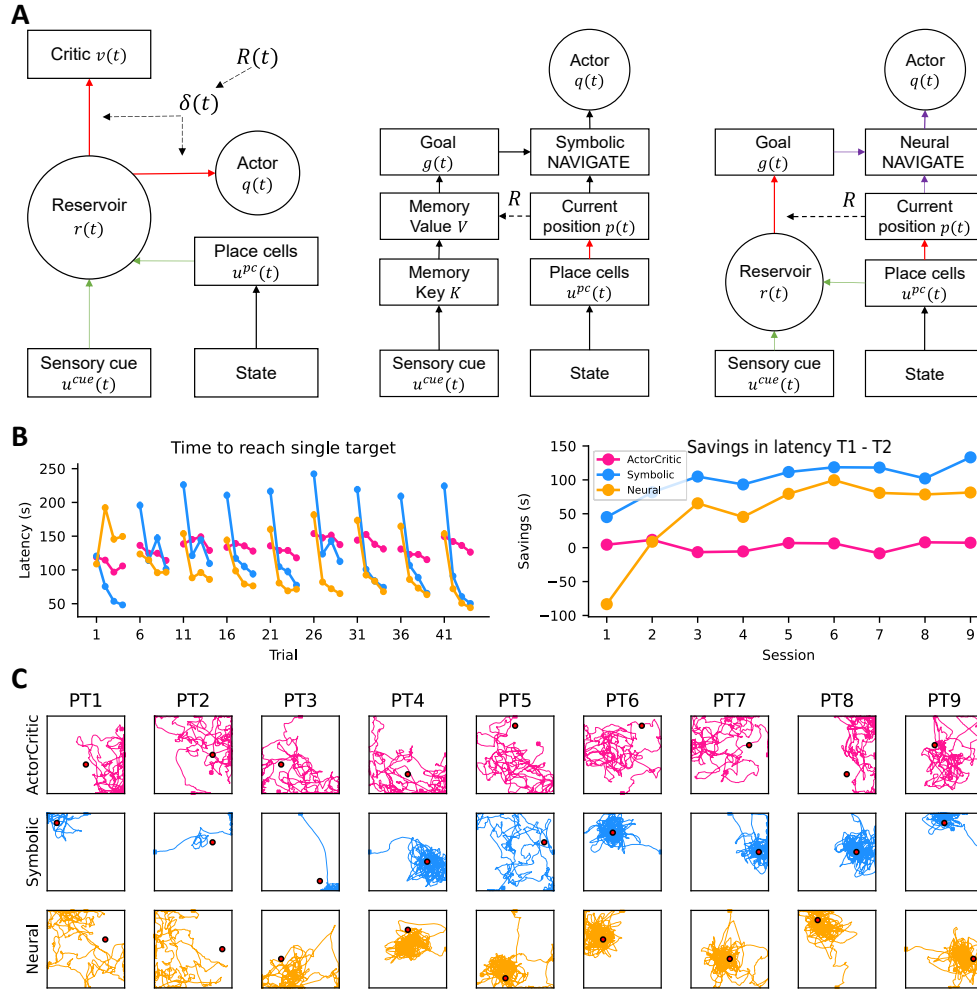 A
Critic v(t)
R(t)
δ(t)
Reservoir
r(t)
Actor
q(t)
Place cells
u^pc(t)
Sensory cue
u^cue(t)
State
Actor
q(t)
Goal
g(t)
Symbolic
NAVIGATE
Memory
Value V
R
Current
position p(t)
Memory
Key K
Place cells
u^pc(t)
Sensory cue
u^cue(t)
State
Actor
q(t)
Goal
g(t)
Neural
NAVIGATE
R
Current
position p(t)
Reservoir
r(t)
Place cells
u^pc(t)
Sensory cue
u^cue(t)
State
B
Time to reach single target
Latency (s)
250
200
150
100
50
1 6 11 16 21 26 31 36 41
Trial
Savings in latency T1 - T2
ActorCritic
Symbolic
Neural
Savings (s)
150
100
50
0
−50
−100
1 2 3 4 5 6 7 8 9
Session
C
PT1 PT2 PT3 PT4 PT5 PT6 PT7 PT8 PT9
ActorCritic
Symbolic
Neural